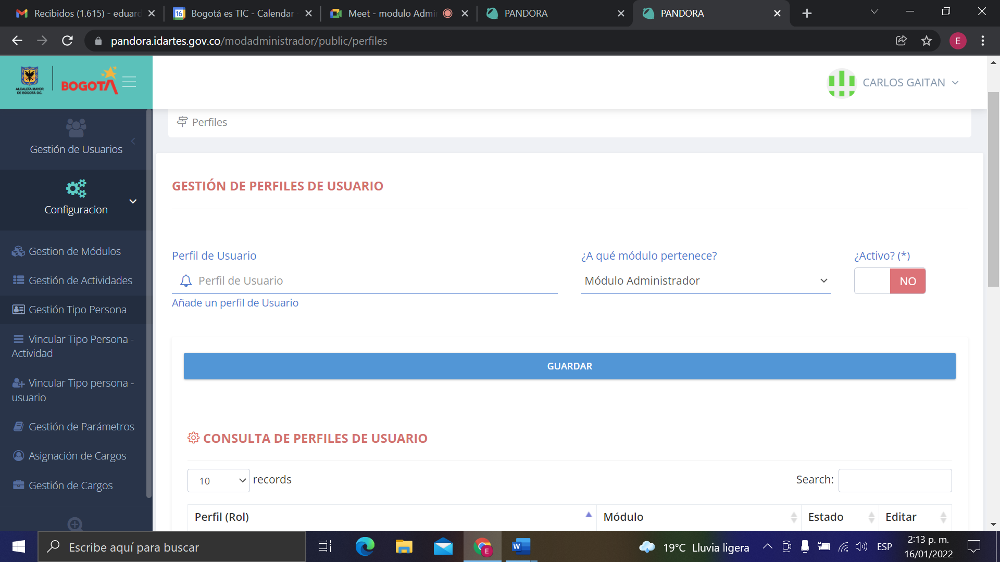 Recibidos (1.615) - eduard
Bogotá es TIC - Calendar
Meet - modulo Admi
PANDORA
PANDORA
pandora.idartes.gov.co/modadministrador/public/perfiles
E
ALCALDÍA MAYOR
DE BOGOTÁ D.C.
BOGOTÁ
CARLOS GAITAN
Gestión de Usuarios
Configuracion
Gestion de Módulos
Gestión de Actividades
Gestión Tipo Persona
Vincular Tipo Persona -
Actividad
Vincular Tipo persona -
usuario
Gestión de Parámetros
Asignación de Cargos
Gestión de Cargos
Perfiles
GESTIÓN DE PERFILES DE USUARIO
Perfil de Usuario
¿A qué módulo pertenece?
¿Activo? (*)
Perfil de Usuario
Módulo Administrador
NO
Añade un perfil de Usuario
GUARDAR
CONSULTA DE PERFILES DE USUARIO
10 records
Search:
Perfil (Rol)
Módulo
Estado
Editar
Escribe aquí para buscar
19°C Lluvia ligera
ESP
2:13 p. m.
16/01/2022